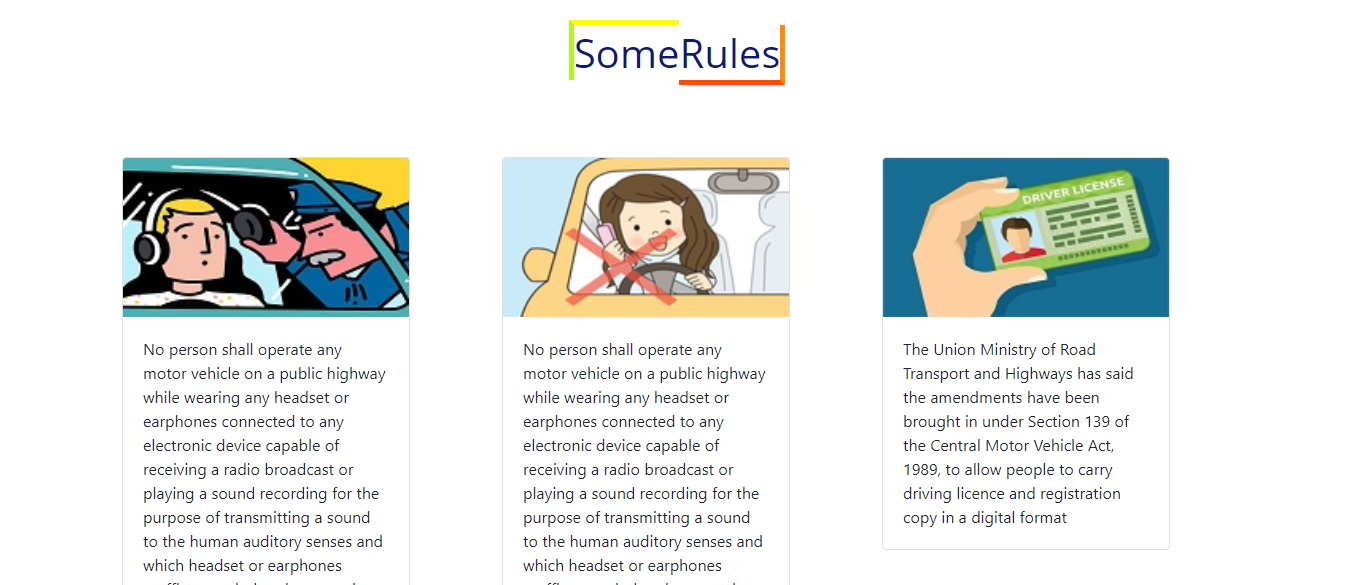 SomeRules
DRIVER LICENSE
No person shall operate any
motor vehicle on a public highway
while wearing any headset or
earphones connected to any
electronic device capable of
receiving a radio broadcast or
playing a sound recording for the
purpose of transmitting a sound
to the human auditory senses and
which headset or earphones
No person shall operate any
motor vehicle on a public highway
while wearing any headset or
earphones connected to any
electronic device capable of
receiving a radio broadcast or
playing a sound recording for the
purpose of transmitting a sound
to the human auditory senses and
which headset or earphones
The Union Ministry of Road
Transport and Highways has said
the amendments have been
brought in under Section 139 of
the Central Motor Vehicle Act,
1989, to allow people to carry
driving licence and registration
copy in a digital format